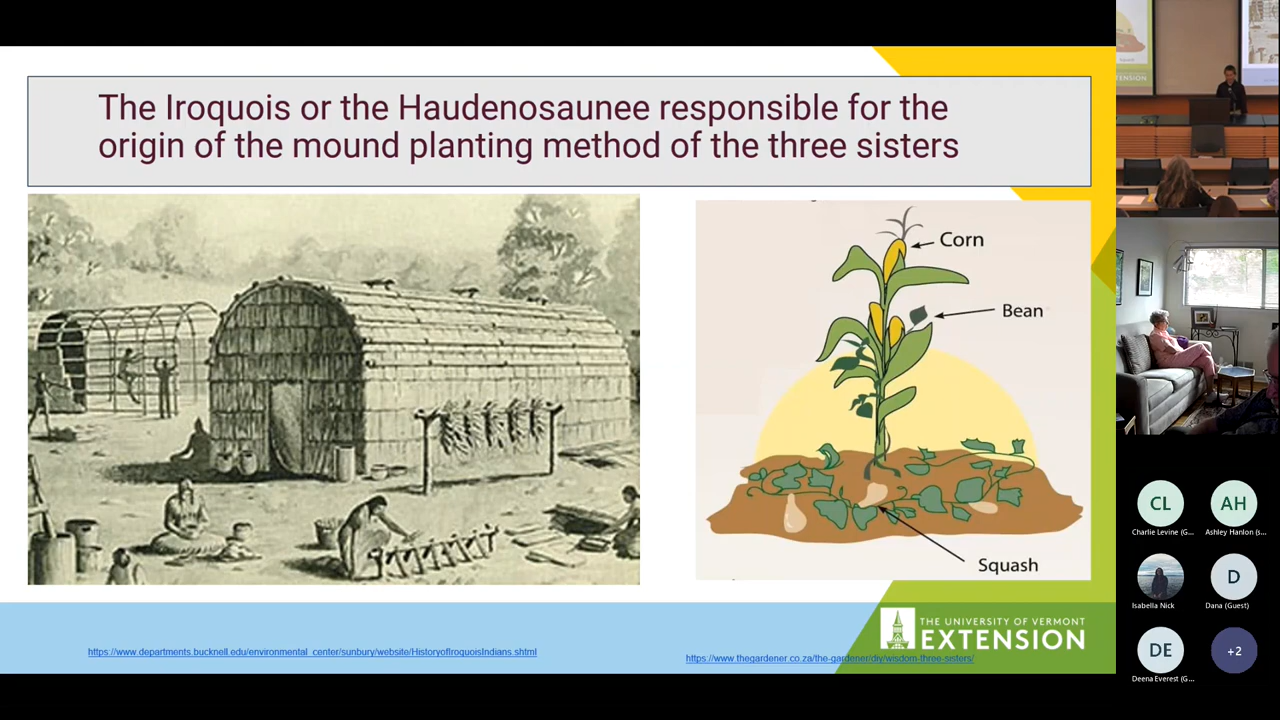 The Iroquois or the Haudenosaunee responsible for the
origin of the mound planting method of the three sisters
Corn
Bean
Squash
THE UNIVERSITY OF VERMONT
EXTENSION
https://www.departments.bucknell.edu/environmental_center/sunbury/website/HistoryofIroquoisIndians.shtml
https://www.thegardener.co.za/the-gardener/diy/wisdom-three-sisters/
EXTENSION
CL
AH
Charlie Levine (G...
Ashley Hanlon (s...
D
Isabella Nick
Dana (Guest)
DE
+2
Deena Everest (G...